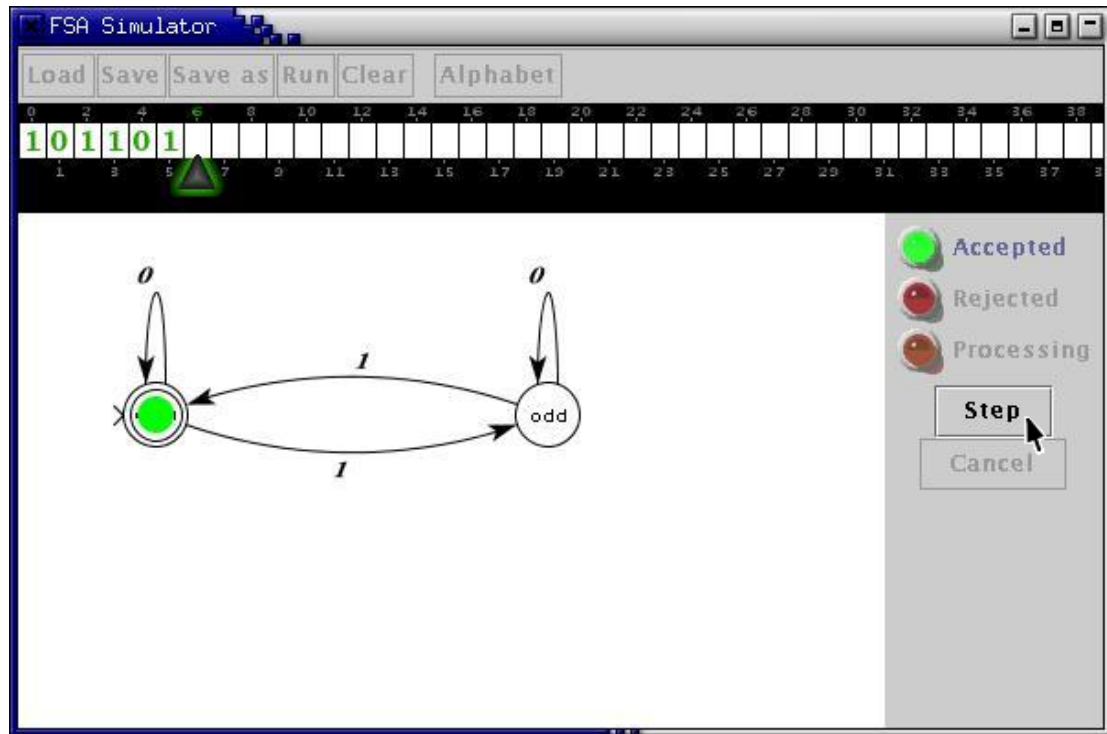 FSA Simulator
Load Save Save as Run Clear Alphabet
0 2 4 6 8 10 12 14 16 18 20 22 24 26 28 30 32 34 36 38
1 0 1 1 0 1
1 3 5 7 9 11 13 15 17 19 21 23 25 27 29 31 33 35 37 3
Accepted
0 0
Rejected
Processing
1
Step
odd
1
Cancel